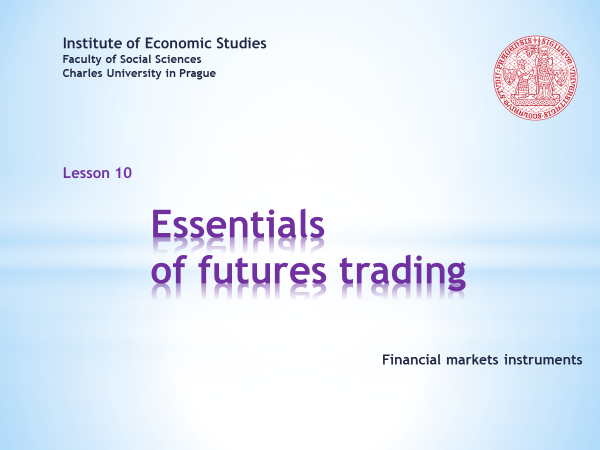 Institute of Economic Studies
Faculty of Social Sciences
Charles University in Prague
Lesson 10
Essentials
of futures trading
Financial markets instruments